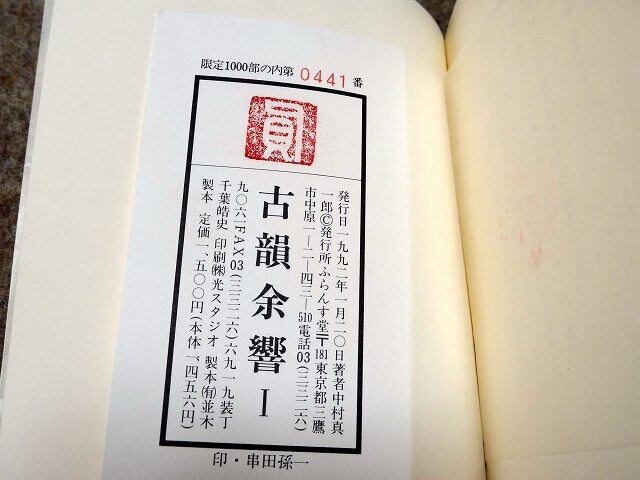 限定1000部の内第 0441 番
貞
古韻余響 I
発行日一九九二年一月二〇日著者中村真
一郎©発行所ふらんす堂〒181東京都三鷹
市中原一―二―四三―510電話03(三三二六)
九〇六一FAX03(三三二六)六九一九装丁
千葉皓史 印刷㈱光スタジオ 製本㈲並木
製本 定価一、五〇〇円(本体一、四五六円)
印・串田孫一